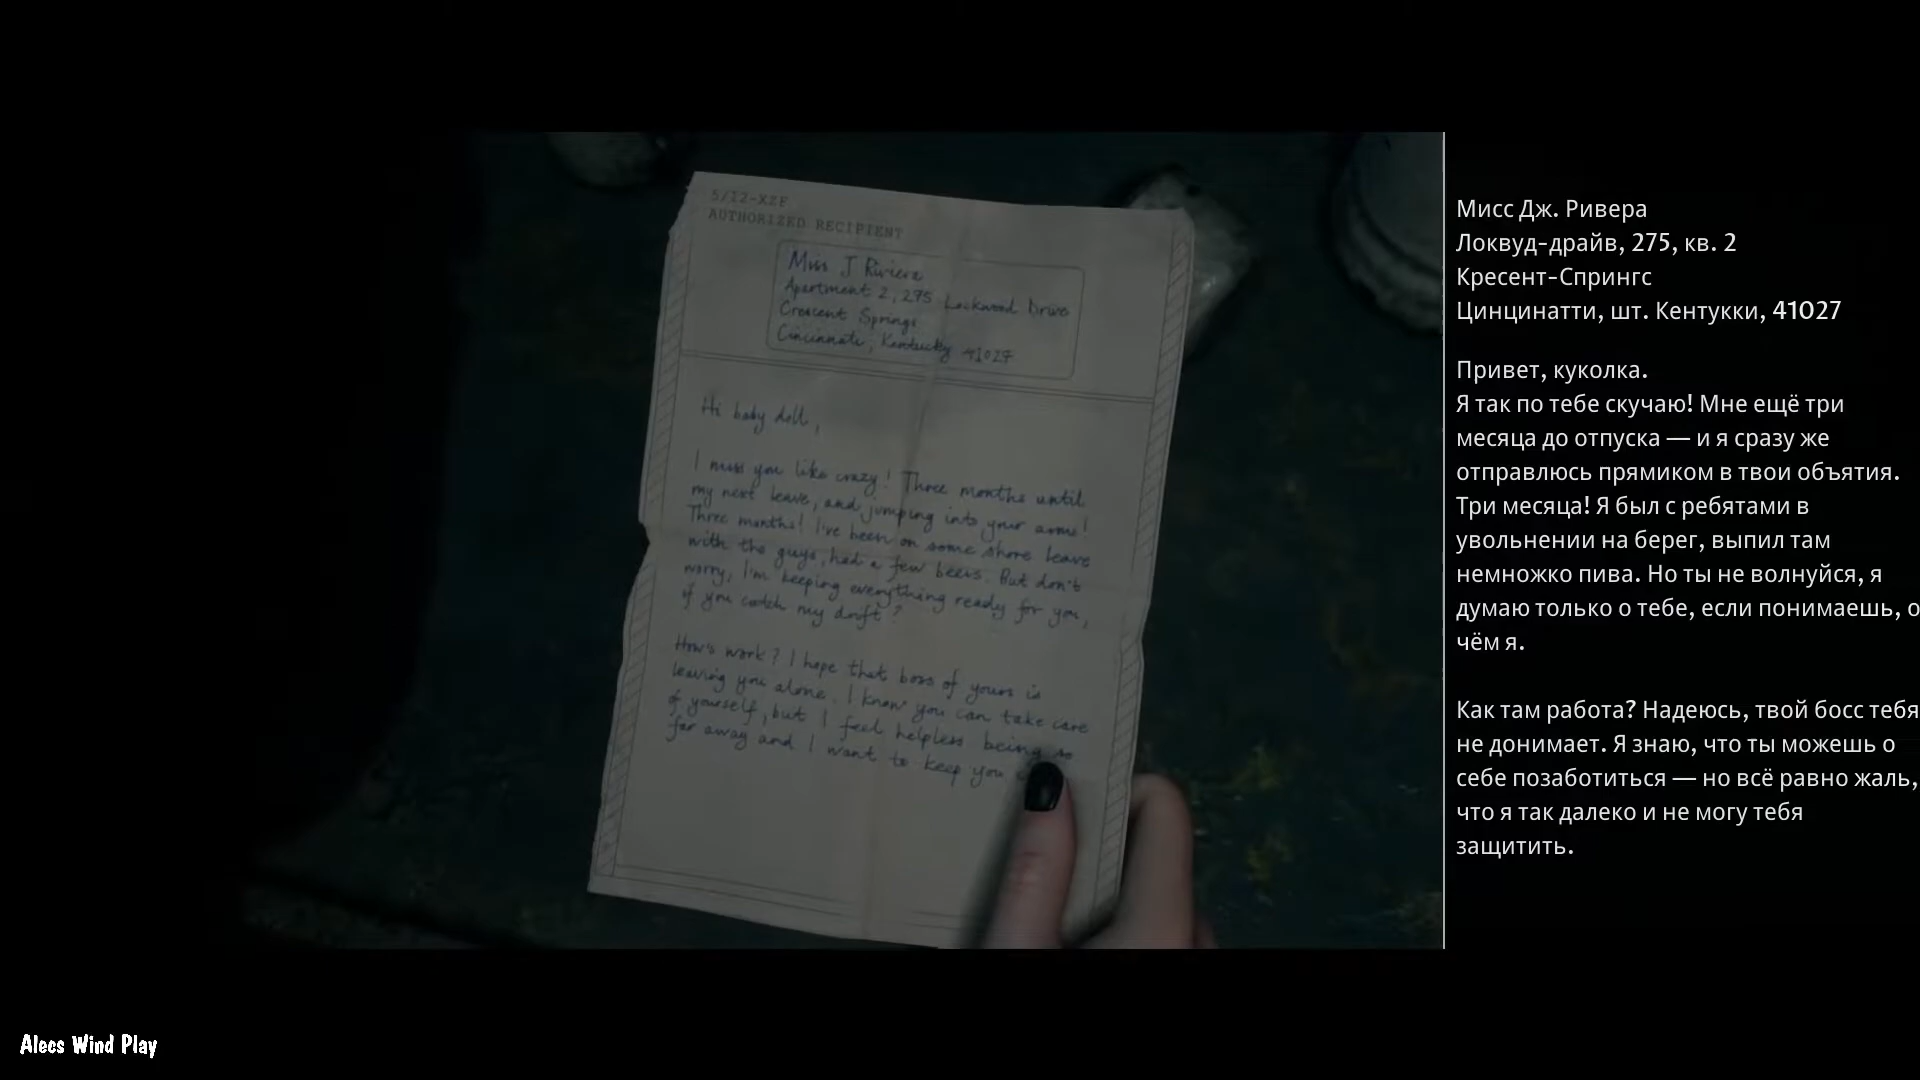 5/12-XZF
AUTHORIZED RECIPIENT
Miss J Riviera
Apartment 2, 275 Lockwood Drive
Crescent Springs
Cincinnati, Kentucky 41027
Hi baby doll,
I miss you like crazy! Three months until
my next leave, and jumping into your arms!
Three months! I've been on some shore leave
with the guys, had a few beers. But don't
worry, I'm keeping everything ready for you,
if you catch my drift?
How's work? I hope that boss of yours is
leaving you alone. I know you can take care
of yourself, but I feel helpless being so
far away and I want to keep you
Мисс Дж. Ривера
Локвуд-драйв, 275, кв. 2
Кресент-Спрингс
Цинцинатти, шт. Кентукки, 41027
Привет, куколка.
Я так по тебе скучаю! Мне ещё три
месяца до отпуска — и я сразу же
отправлюсь прямиком в твои объятия.
Три месяца! Я был с ребятами в
увольнении на берег, выпил там
немножко пива. Но ты не волнуйся, я
думаю только о тебе, если понимаешь, о
чём я.
Как там работа? Надеюсь, твой босс тебя
не донимает. Я знаю, что ты можешь о
себе позаботиться — но всё равно жаль,
что я так далеко и не могу тебя
защитить.
Alecs Wind Play